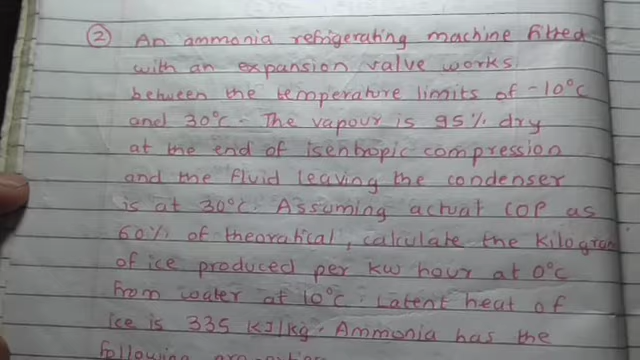 ② An ammonia refrigerating machine fitted
with an expansion valve works
between the temperature limits of -10°C
and 30°C. The vapour is 95% dry
at the end of isentropic compression
and the fluid leaving the condenser
is at 30°C. Assuming actual COP as
60% of theoratical, calculate the kilogram
of ice produced per kw hour at 0°C
from water at 10°C. Latent heat of
ice is 335 KJ/kg. Ammonia has the
following